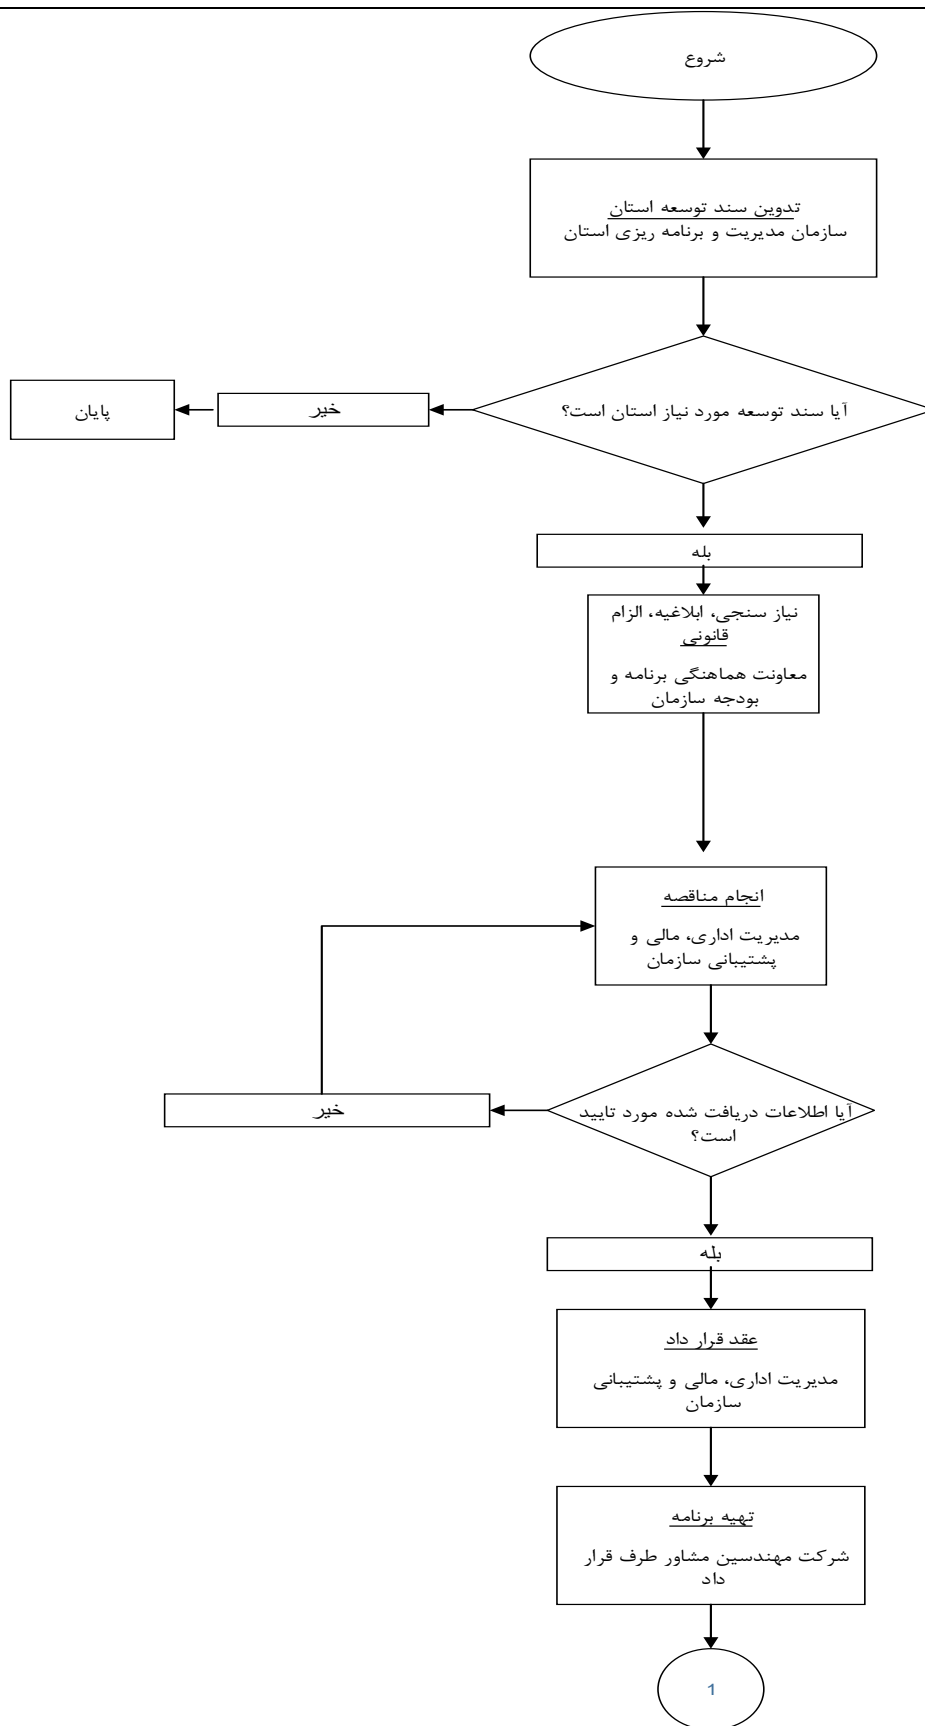 شروع
تدوین سند توسعه استان
سازمان مدیریت و برنامه ریزی استان
آیا سند توسعه مورد نیاز استان است؟
خیر
پایان
بله
نیاز سنجی، ابلاغیه، الزام
قانونی
معاونت هماهنگی برنامه و
بودجه سازمان
انجام مناقصه
مدیریت اداری، مالی و
پشتیبانی سازمان
آیا اطلاعات دریافت شده مورد تایید
است؟
خیر
بله
عقد قرار داد
مدیریت اداری، مالی و پشتیبانی
سازمان
تهیه برنامه
شرکت مهندسین مشاور طرف قرار
داد
1